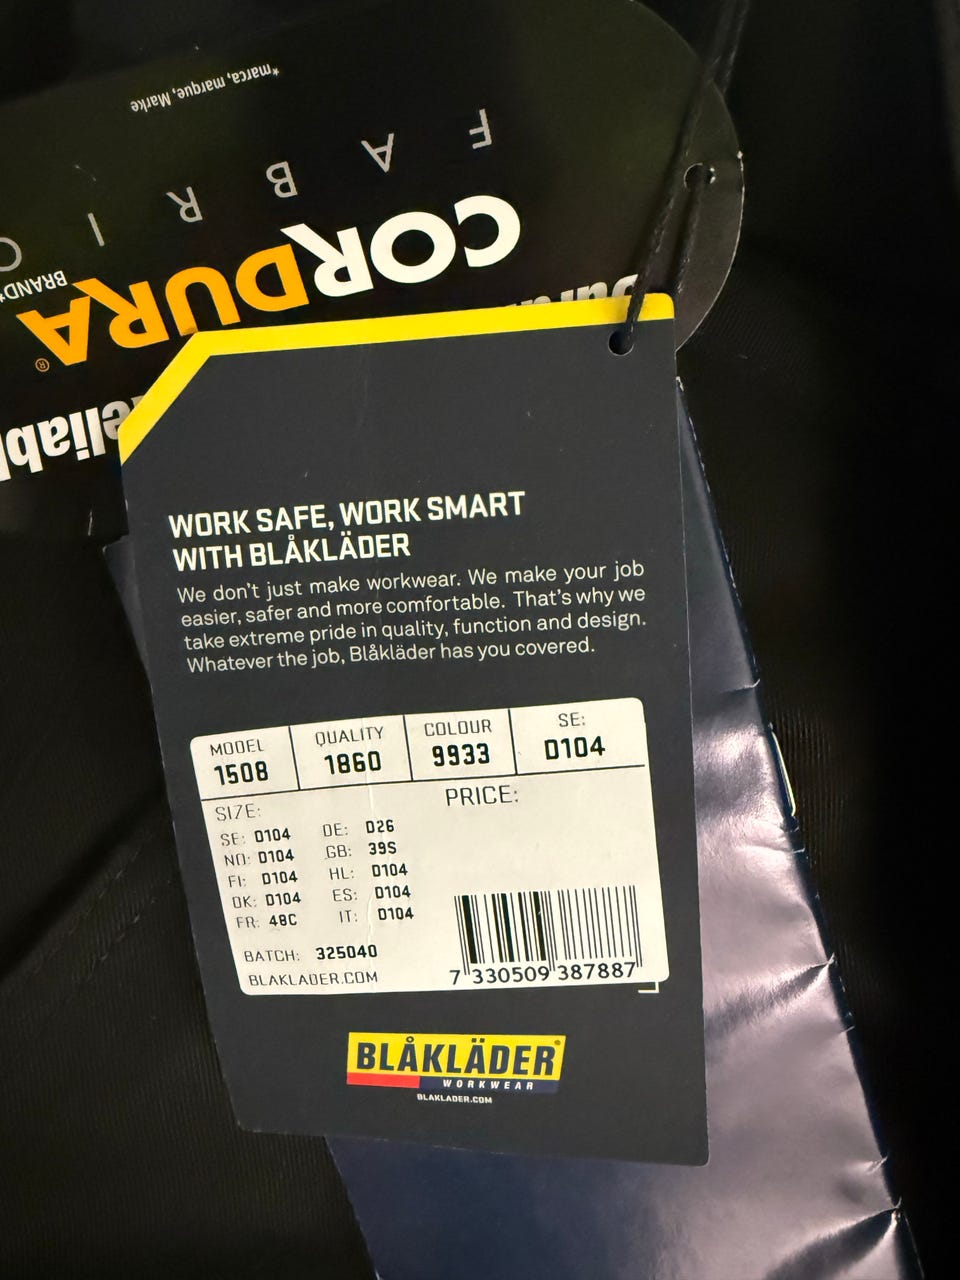 *marca, marque, Marke
FABRIC
CORDURA®
BRAND*
WORK SAFE, WORK SMART
WITH BLÅKLÄDER
We don't just make workwear. We make your job
easier, safer and more comfortable. That's why we
take extreme pride in quality, function and design.
Whatever the job, Blåkläder has you covered.
MODEL QUALITY COLOUR SE:
1508 1860 9933 D104
SIZE: PRICE:
SE: D104 DE: D26
NO: D104 GB: 39S
FI: D104 HL: D104
DK: D104 ES: D104
FR: 48C IT: D104
BATCH: 325040
BLAKLADER.COM
7 330509 387887
BLÅKLÄDER®
WORKWEAR
BLAKLADER.COM